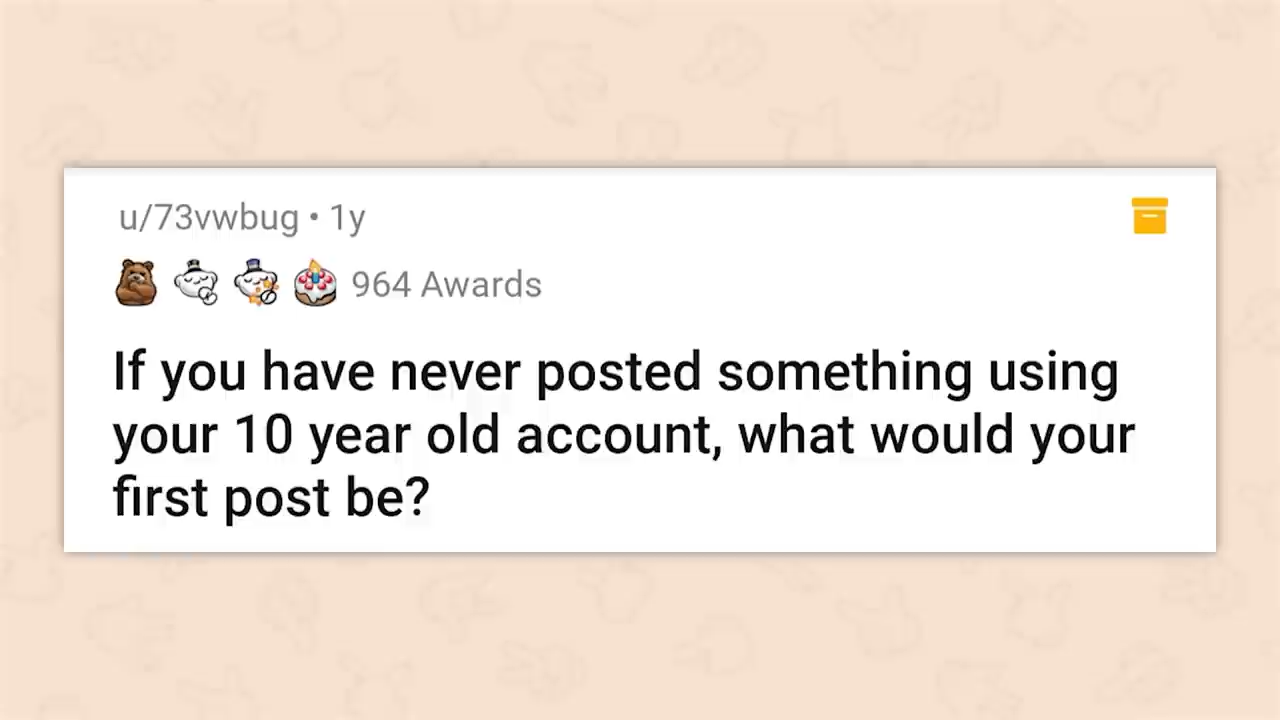 u/73vwbug • 1y
964 Awards
If you have never posted something using
your 10 year old account, what would your
first post be?